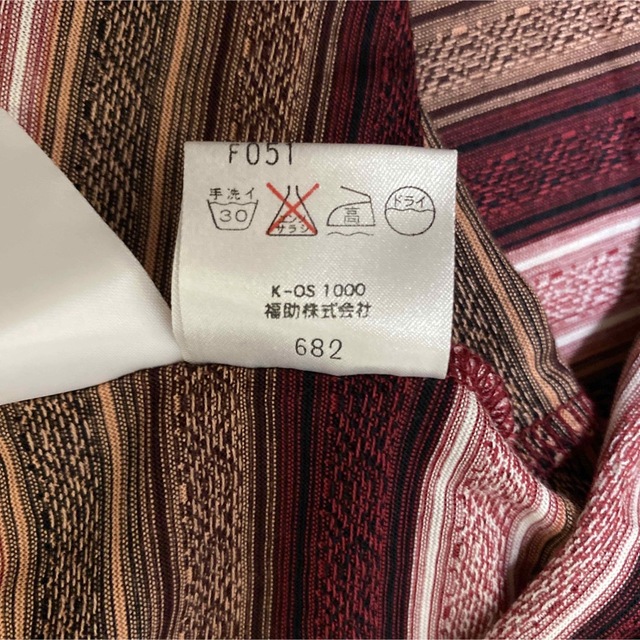 F051
手洗イ 高 ドライ
30 エンソ
サラシ
K-OS 1000
福助株式会社
682